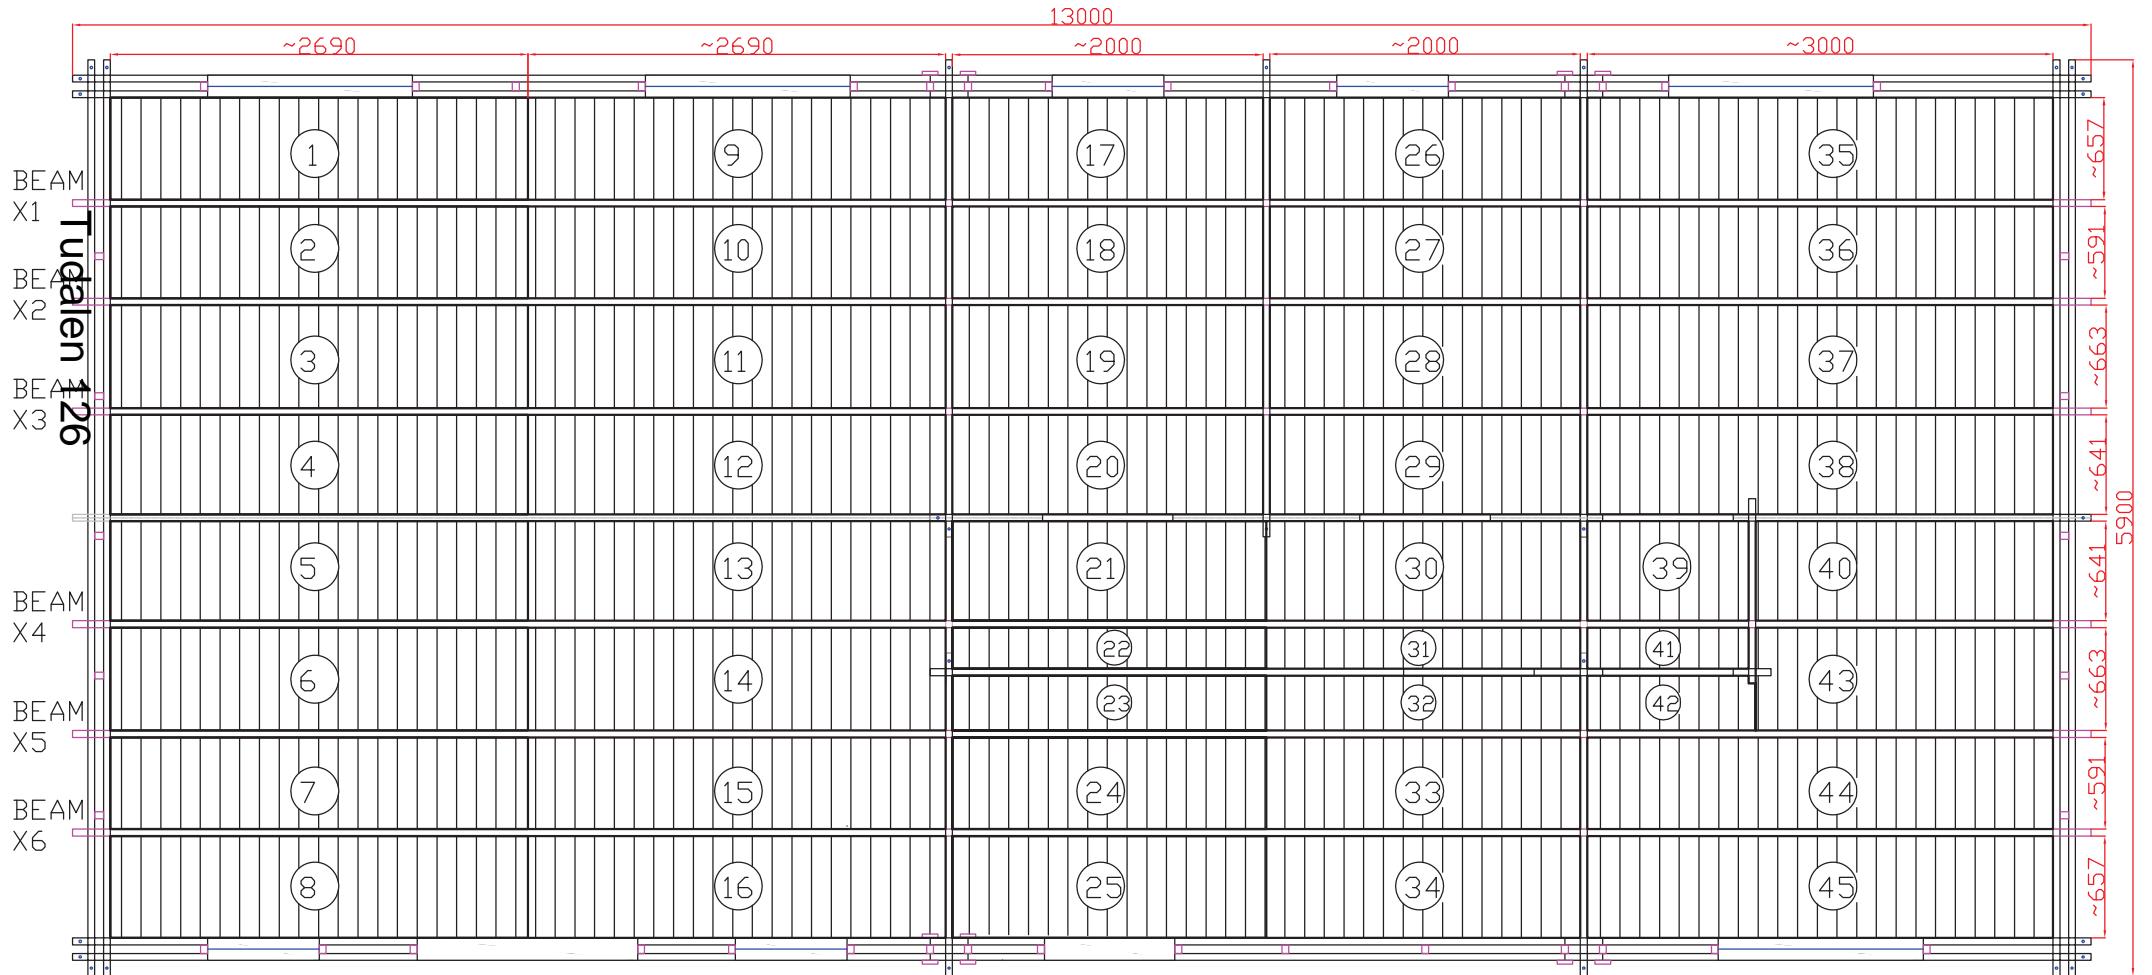 13000
~2690 ~2690 ~2000 ~2000 ~3000
1 9 17 26 35 ~657
BEAM
X1
2 10 18 27 36 ~591
BEAM
X2
3 11 19 28 37 ~663
BEAM
X3
Tudalen 126
4 12 20 29 38 ~641
5900
5 13 21 30 39 40 ~641
BEAM
X4
22 31 41
6 14 43 ~663
23 32 42
BEAM
X5
7 15 24 33 44 ~591
BEAM
X6
8 16 25 34 45 ~657